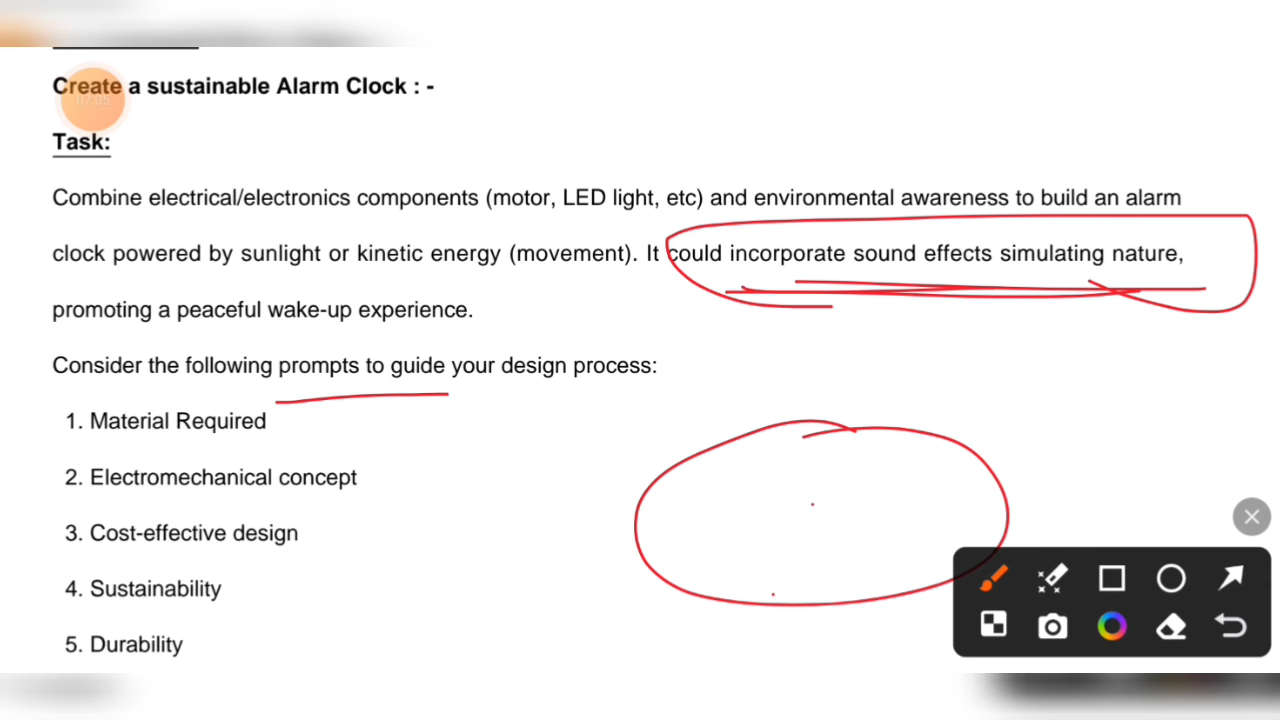 Create a sustainable Alarm Clock : -
07:05
Task:
Combine electrical/electronics components (motor, LED light, etc) and environmental awareness to build an alarm
clock powered by sunlight or kinetic energy (movement). It could incorporate sound effects simulating nature,
promoting a peaceful wake-up experience.
Consider the following prompts to guide your design process:
1. Material Required
2. Electromechanical concept
3. Cost-effective design
4. Sustainability
5. Durability